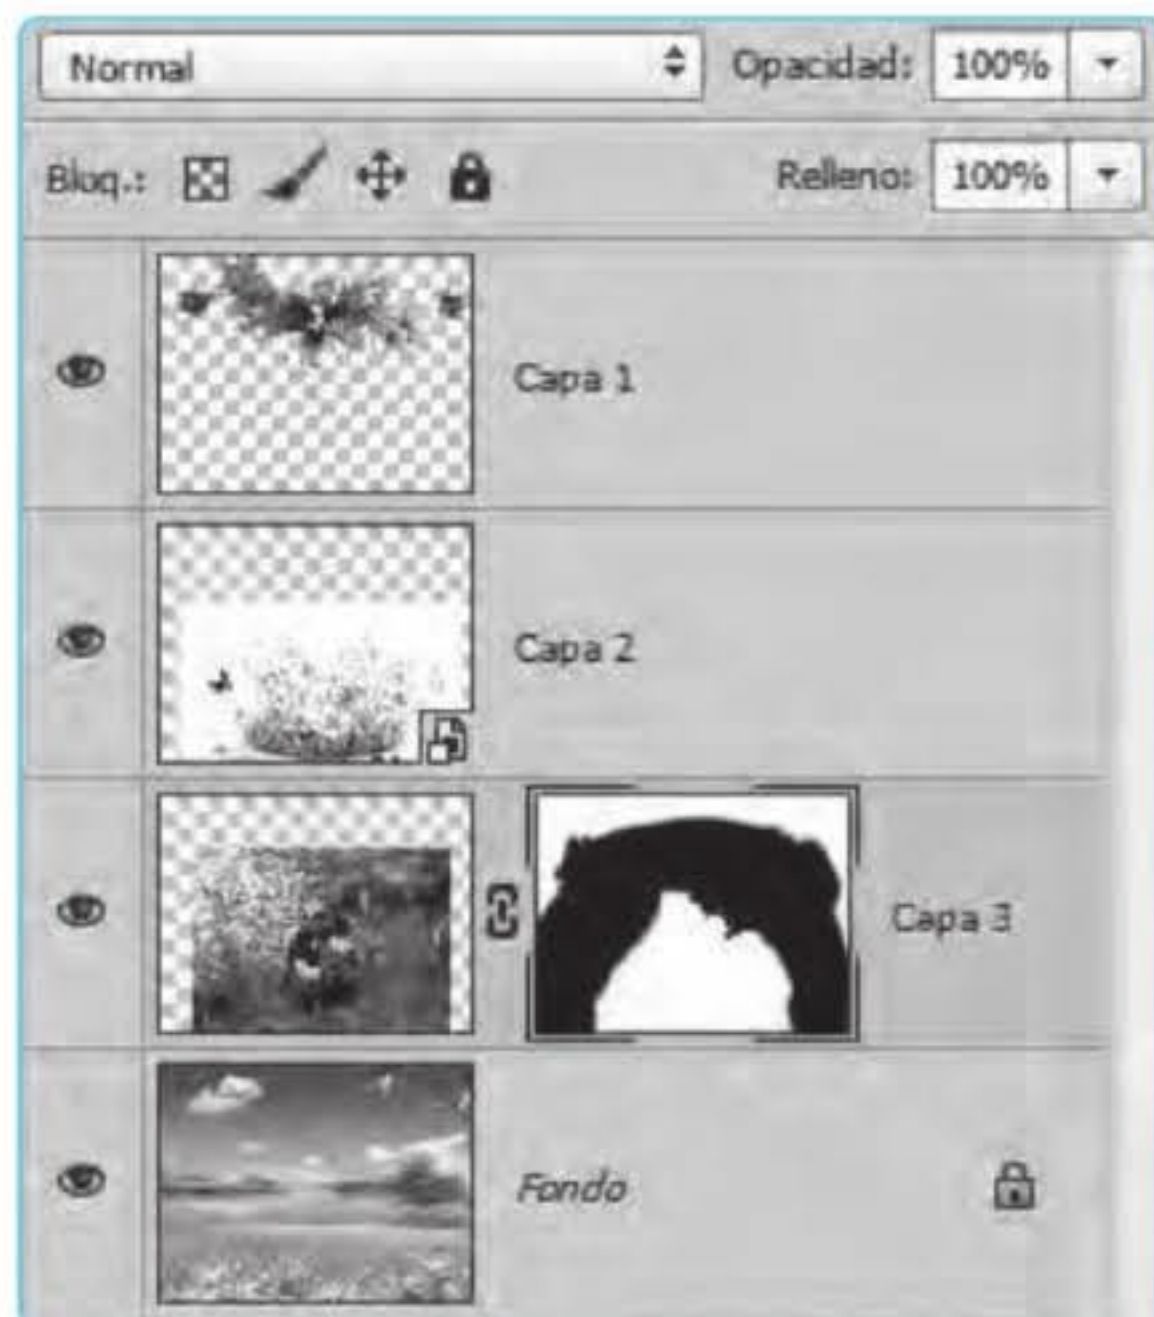 Normal Opacidad: 100%
Bloq.: Relleno: 100%
Capa 1
Capa 2
Capa 3
Fondo